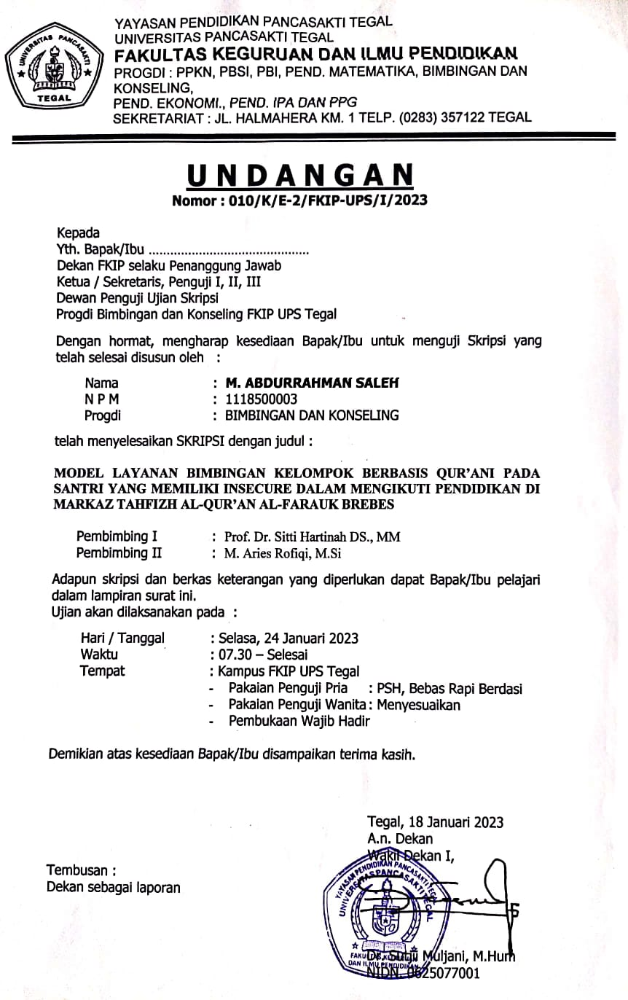 YAYASAN PENDIDIKAN PANCASAKTI TEGAL
UNIVERSITAS PANCASAKTI TEGAL
FAKULTAS KEGURUAN DAN ILMU PENDIDIKAN
PROGDI : PPKN, PBSI, PBI, PEND. MATEMATIKA, BIMBINGAN DAN
KONSELING,
PEND. EKONOMI., PEND. IPA DAN PPG
SEKRETARIAT : JL. HALMAHERA KM. 1 TELP. (0283) 357122 TEGAL
UNIVERSITAS PANCASAKTI
TEGAL
UNDANGAN
Nomor : 010/K/E-2/FKIP-UPS/I/2023
Kepada
Yth. Bapak/Ibu .............................................
Dekan FKIP selaku Penanggung Jawab
Ketua / Sekretaris, Penguji I, II, III
Dewan Penguji Ujian Skripsi
Progdi Bimbingan dan Konseling FKIP UPS Tegal
Dengan hormat, mengharap kesediaan Bapak/Ibu untuk menguji Skripsi yang
telah selesai disusun oleh :
Nama : M. ABDURRAHMAN SALEH
N P M : 1118500003
Progdi : BIMBINGAN DAN KONSELING
telah menyelesaikan SKRIPSI dengan judul :
MODEL LAYANAN BIMBINGAN KELOMPOK BERBASIS QUR'ANI PADA
SANTRI YANG MEMILIKI INSECURE DALAM MENGIKUTI PENDIDIKAN DI
MARKAZ TAHFIZH AL-QUR'AN AL-FARAUK BREBES
Pembimbing I : Prof. Dr. Sitti Hartinah DS., MM
Pembimbing II : M. Aries Rofiqi, M.Si
Adapun skripsi dan berkas keterangan yang diperlukan dapat Bapak/Ibu pelajari
dalam lampiran surat ini.
Ujian akan dilaksanakan pada :
Hari / Tanggal : Selasa, 24 Januari 2023
Waktu : 07.30 – Selesai
Tempat : Kampus FKIP UPS Tegal
- Pakaian Penguji Pria : PSH, Bebas Rapi Berdasi
- Pakaian Penguji Wanita : Menyesuaikan
- Pembukaan Wajib Hadir
Demikian atas kesediaan Bapak/Ibu disampaikan terima kasih.
Tegal, 18 Januari 2023
A.n. Dekan
Wakil Dekan I,
Tembusan :
Dekan sebagai laporan
YAYASAN PENDIDIKAN PANCASAKTI TEGAL
UNIVERSITAS PANCASAKTI TEGAL
DAN ILMU PENDIDIKAN
Muljani, M.Hum
NIDN. 0625077001